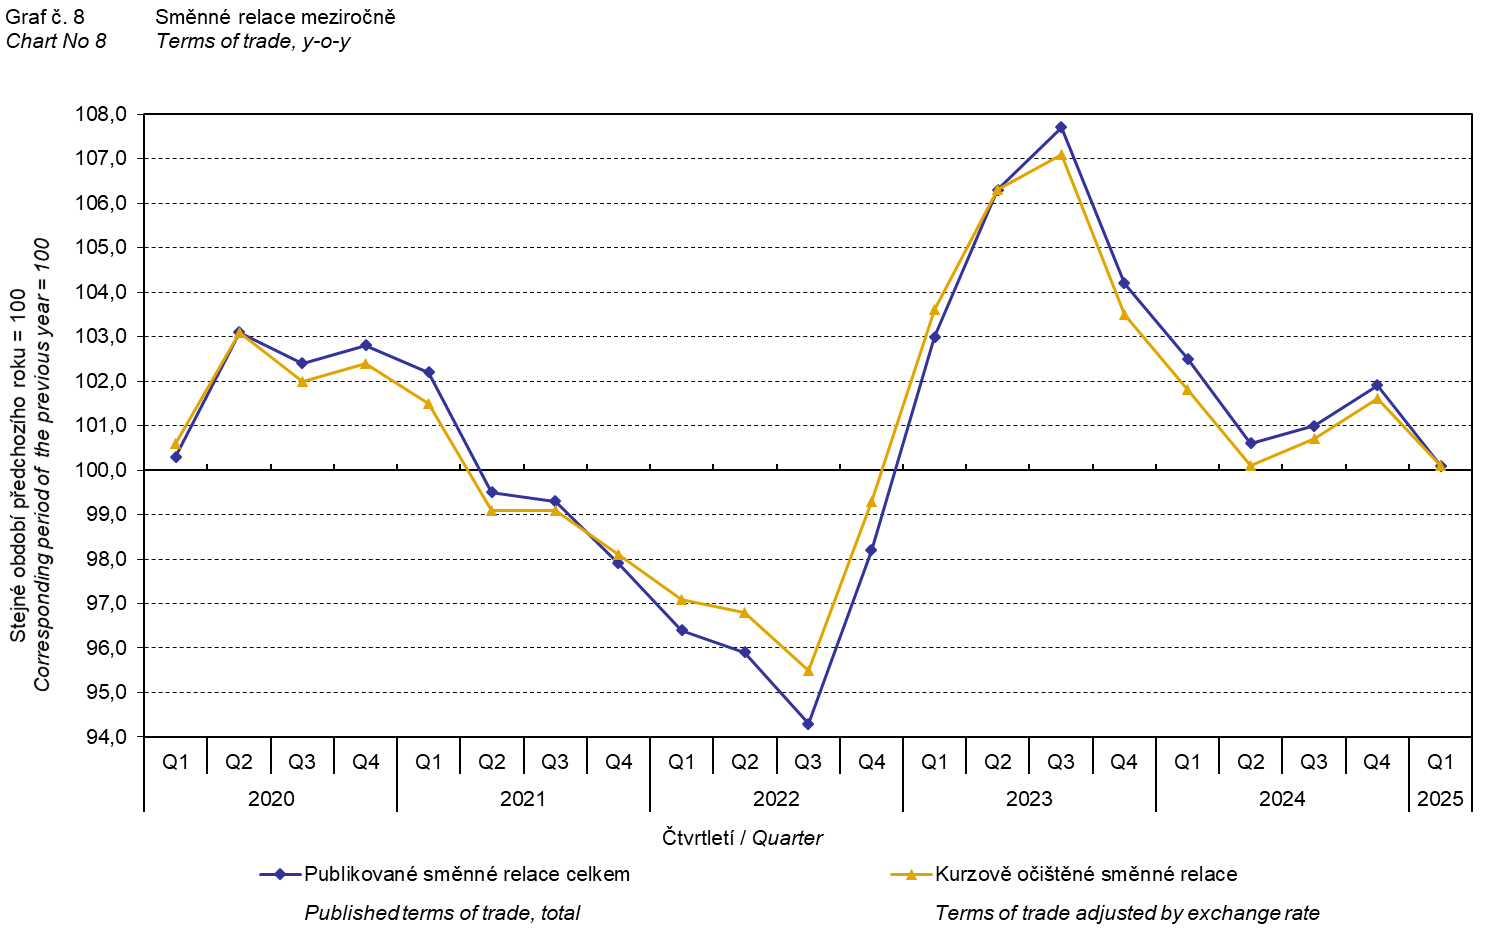 Graf č. 8 Směnné relace meziročně
Chart No 8 Terms of trade, y-o-y
Stejné období předchozího roku = 100
Corresponding period of the previous year = 100
108,0
107,0
106,0
105,0
104,0
103,0
102,0
101,0
100,0
99,0
98,0
97,0
96,0
95,0
94,0
Q1 Q2 Q3 Q4 Q1 Q2 Q3 Q4 Q1 Q2 Q3 Q4 Q1 Q2 Q3 Q4 Q1 Q2 Q3 Q4 Q1
2020 2021 2022 2023 2024 2025
Čtvrtletí / Quarter
Publikované směnné relace celkem Kurzově očištěné směnné relace
Published terms of trade, total Terms of trade adjusted by exchange rate